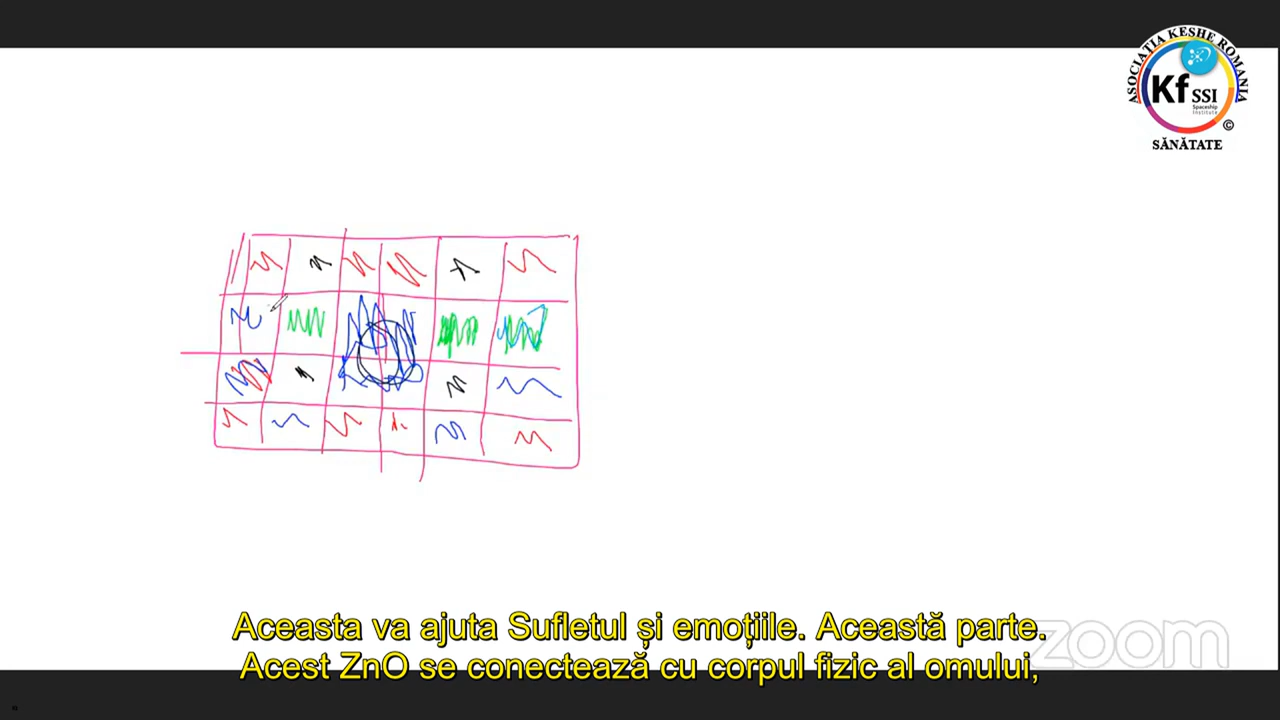 ASOCIAȚIA KESHE ROMANIA
Kf SSI
Spaceship
Institute
©
SĂNĂTATE
Aceasta va ajuta Sufletul și emoțiile. Această parte.
zoom
Acest ZnO se conectează cu corpul fizic al omului,